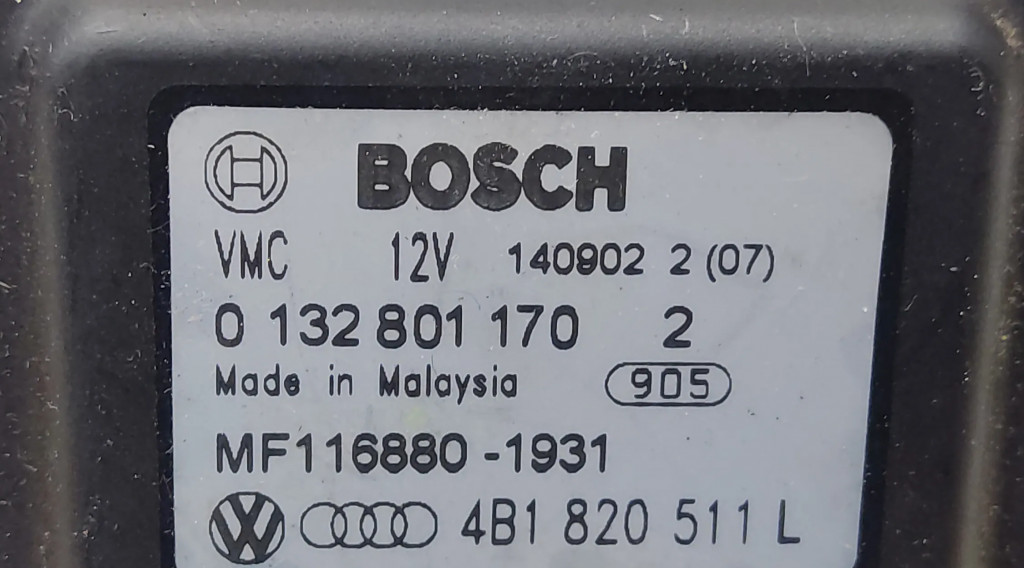 BOSCH
VMC 12V 140902 2 (07)
0 132 801 170 2
Made in Malaysia 905
MF116880 -1931
4B1 820 511 L